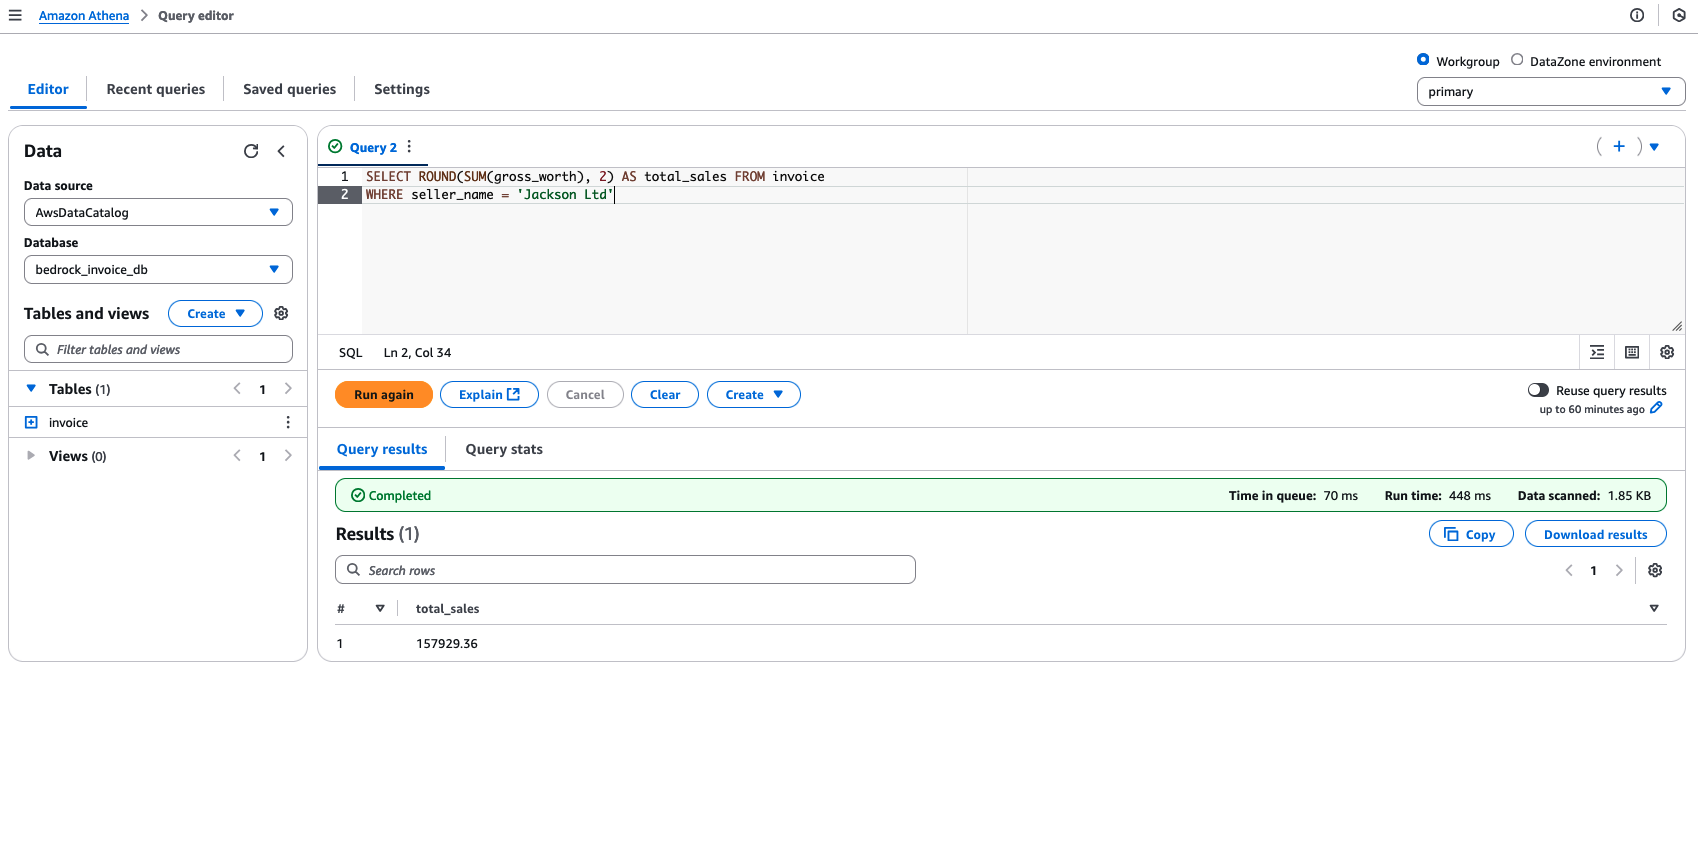 Amazon Athena > Query editor
Workgroup DataZone environment
primary
Editor Recent queries Saved queries Settings
Data
Data source
AwsDataCatalog
Database
bedrock_invoice_db
Tables and views Create
Filter tables and views
Tables (1) < 1 >
invoice
Views (0) < 1 >
Query 2
1 SELECT ROUND(SUM(gross_worth), 2) AS total_sales FROM invoice
2 WHERE seller_name = 'Jackson Ltd'
SQL Ln 2, Col 34
Run again Explain Cancel Clear Create
Reuse query results
up to 60 minutes ago
Query results Query stats
Completed Time in queue: 70 ms Run time: 448 ms Data scanned: 1.85 KB
Results (1) Copy Download results
Search rows < 1 >
# total_sales
1 157929.36